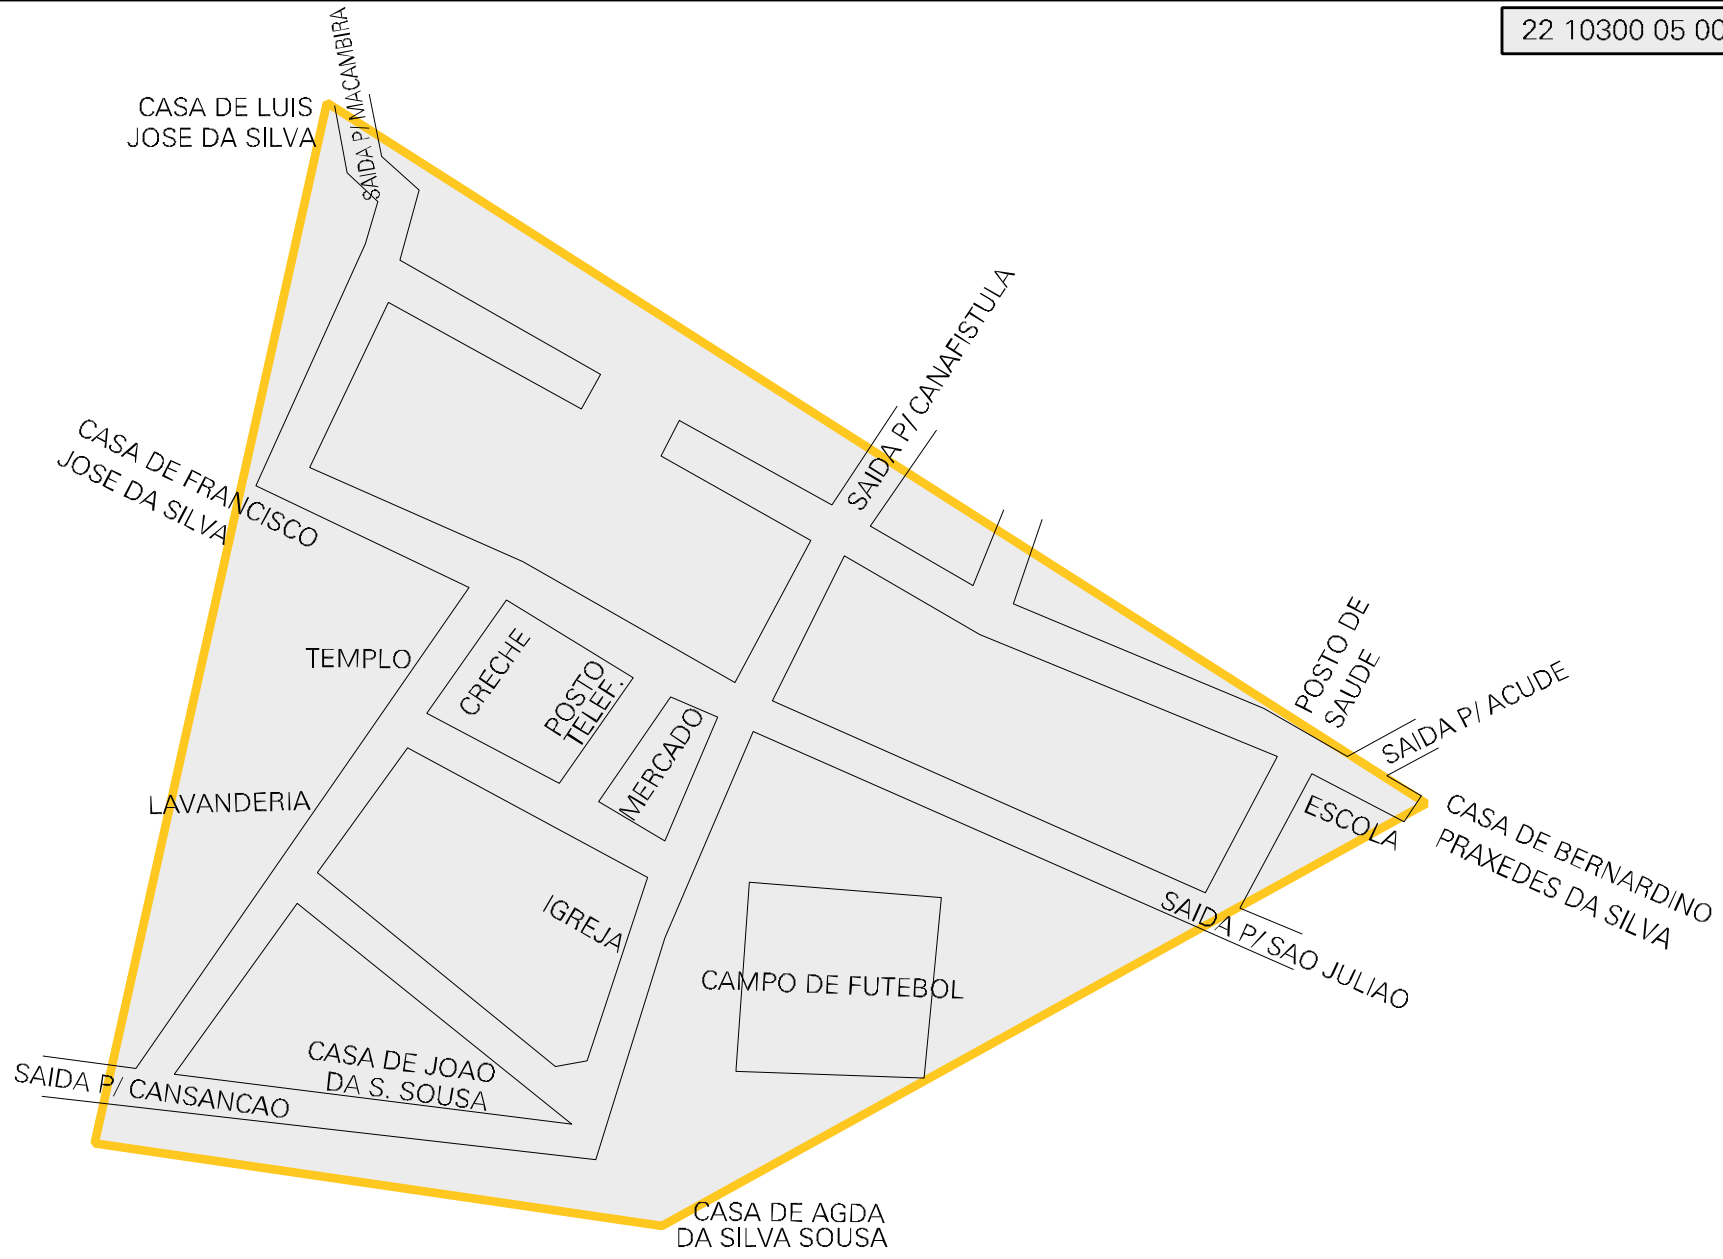 22 10300 05 00
SAIDA P/ MACAMBIRA
CASA DE LUIS
JOSE DA SILVA
SAIDA P/ CANAFISTULA
CASA DE FRANCISCO
JOSE DA SILVA
POSTO DE
SAUDE
TEMPLO
CRECHE
POSTO
TELEF.
MERCADO
SAIDA P/ ACUDE
LAVANDERIA
ESCOLA
CASA DE BERNARDINO
PRAXEDES DA SILVA
IGREJA
SAIDA P/ SAO JULIAO
CAMPO DE FUTEBOL
CASA DE JOAO
DA S. SOUSA
SAIDA P/ CANSANCAO
CASA DE AGDA
DA SILVA SOUSA